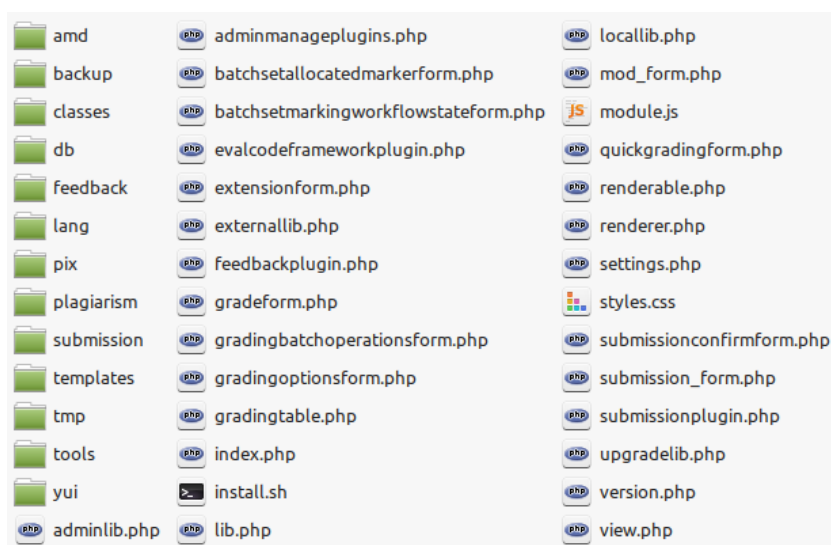 amd
backup
classes
db
feedback
lang
pix
plagiarism
submission
templates
tmp
tools
yui
adminlib.php
adminmanageplugins.php
batchsetallocatedmarkerform.php
batchsetmarkingworkflowstateform.php
evalcodeframeworkplugin.php
extensionform.php
externallib.php
feedbackplugin.php
gradeform.php
gradingbatchoperationsform.php
gradingoptionsform.php
gradingtable.php
index.php
install.sh
lib.php
locallib.php
mod_form.php
module.js
quickgradingform.php
renderable.php
renderer.php
settings.php
styles.css
submissionconfirmform.php
submission_form.php
submissionplugin.php
upgradelib.php
version.php
view.php